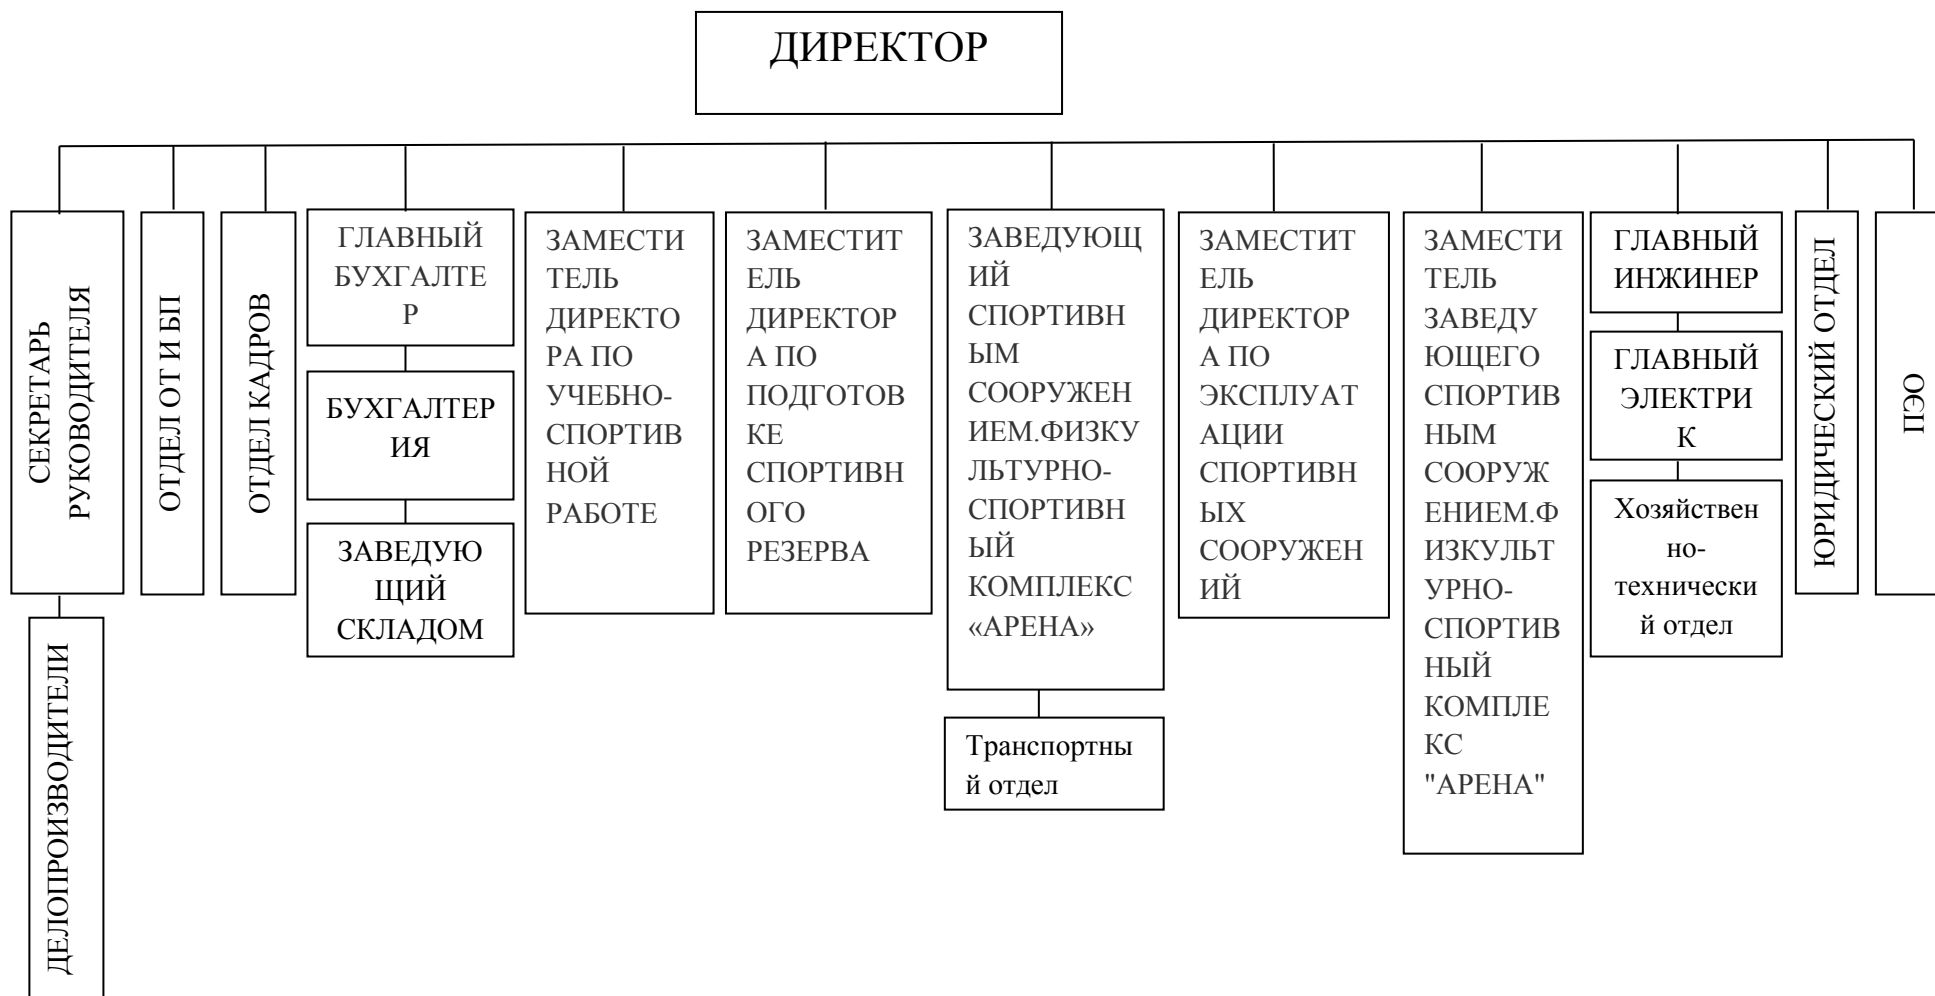 ДИРЕКТОР
СЕКРЕТАРЬ
РУКОВОДИТЕЛЯ
ДЕЛОПРОИЗВОДИТЕЛИ
ОТДЕЛ ОТ И БП
ОТДЕЛ КАДРОВ
ГЛАВНЫЙ
БУХГАЛТЕ
Р
БУХГАЛТЕР
ИЯ
ЗАВЕДУЮ
ЩИЙ
СКЛАДОМ
ЗАМЕСТИ
ТЕЛЬ
ДИРЕКТО
РА ПО
УЧЕБНО-
СПОРТИВ
НОЙ
РАБОТЕ
ЗАМЕСТИТ
ЕЛЬ
ДИРЕКТОР
А ПО
ПОДГОТОВ
КЕ
СПОРТИВН
ОГО
РЕЗЕРВА
ЗАВЕДУЮЩ
ИЙ
СПОРТИВН
ЫМ
СООРУЖЕН
ИЕМ.ФИЗКУ
ЛЬТУРНО-
СПОРТИВН
ЫЙ
КОМПЛЕКС
«АРЕНА»
Транспортны
й отдел
ЗАМЕСТИТ
ЕЛЬ
ДИРЕКТОР
А ПО
ЭКСПЛУАТ
АЦИИ
СПОРТИВН
ЫХ
СООРУЖЕН
ИЙ
ЗАМЕСТИ
ТЕЛЬ
ЗАВЕДУ
ЮЩЕГО
СПОРТИВ
НЫМ
СООРУЖ
ЕНИЕМ.Ф
ИЗКУЛЬТ
УРНО-
СПОРТИВ
НЫЙ
КОМПЛЕ
КС
"АРЕНА"
ГЛАВНЫЙ
ИНЖИНЕР
ГЛАВНЫЙ
ЭЛЕКТРИ
К
Хозяйствен
но-
технически
й отдел
ЮРИДИЧЕСКИЙ ОТДЕЛ
ПЭО